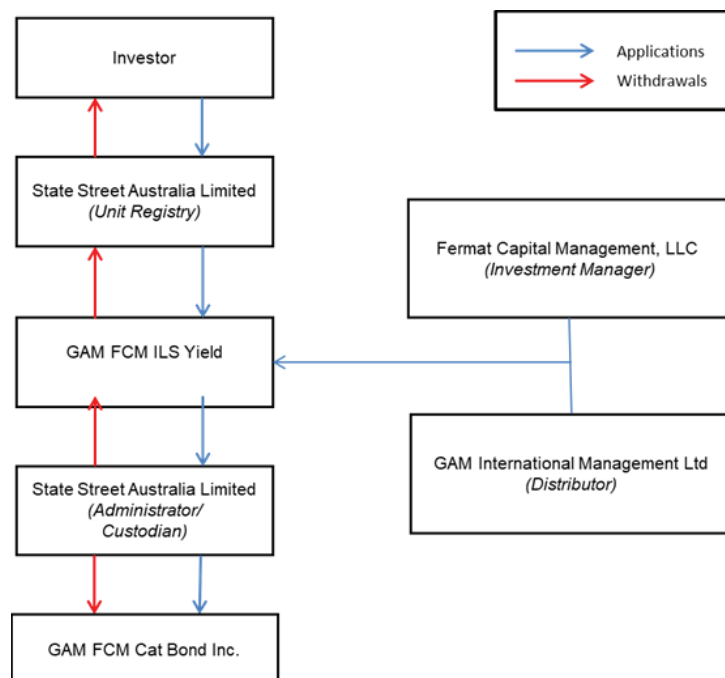 Investor
Applications
Withdrawals
State Street Australia Limited
(Unit Registry)
Fermat Capital Management, LLC
(Investment Manager)
GAM FCM ILS Yield
GAM International Management Ltd
(Distributor)
State Street Australia Limited
(Administrator/
Custodian)
GAM FCM Cat Bond Inc.